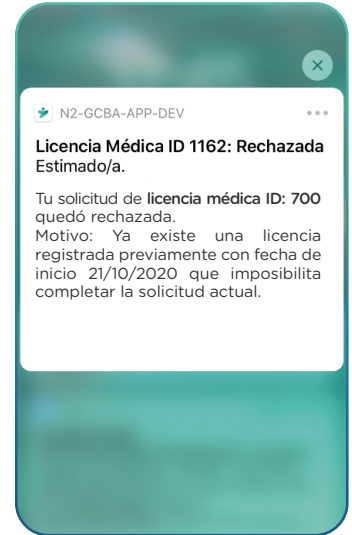 N2-GCBA-APP-DEV
Licencia Médica ID 1162: Rechazada
Estimado/a.
Tu solicitud de licencia médica ID: 700
quedó rechazada.
Motivo: Ya existe una licencia
registrada previamente con fecha de
inicio 21/10/2020 que imposibilita
completar la solicitud actual.